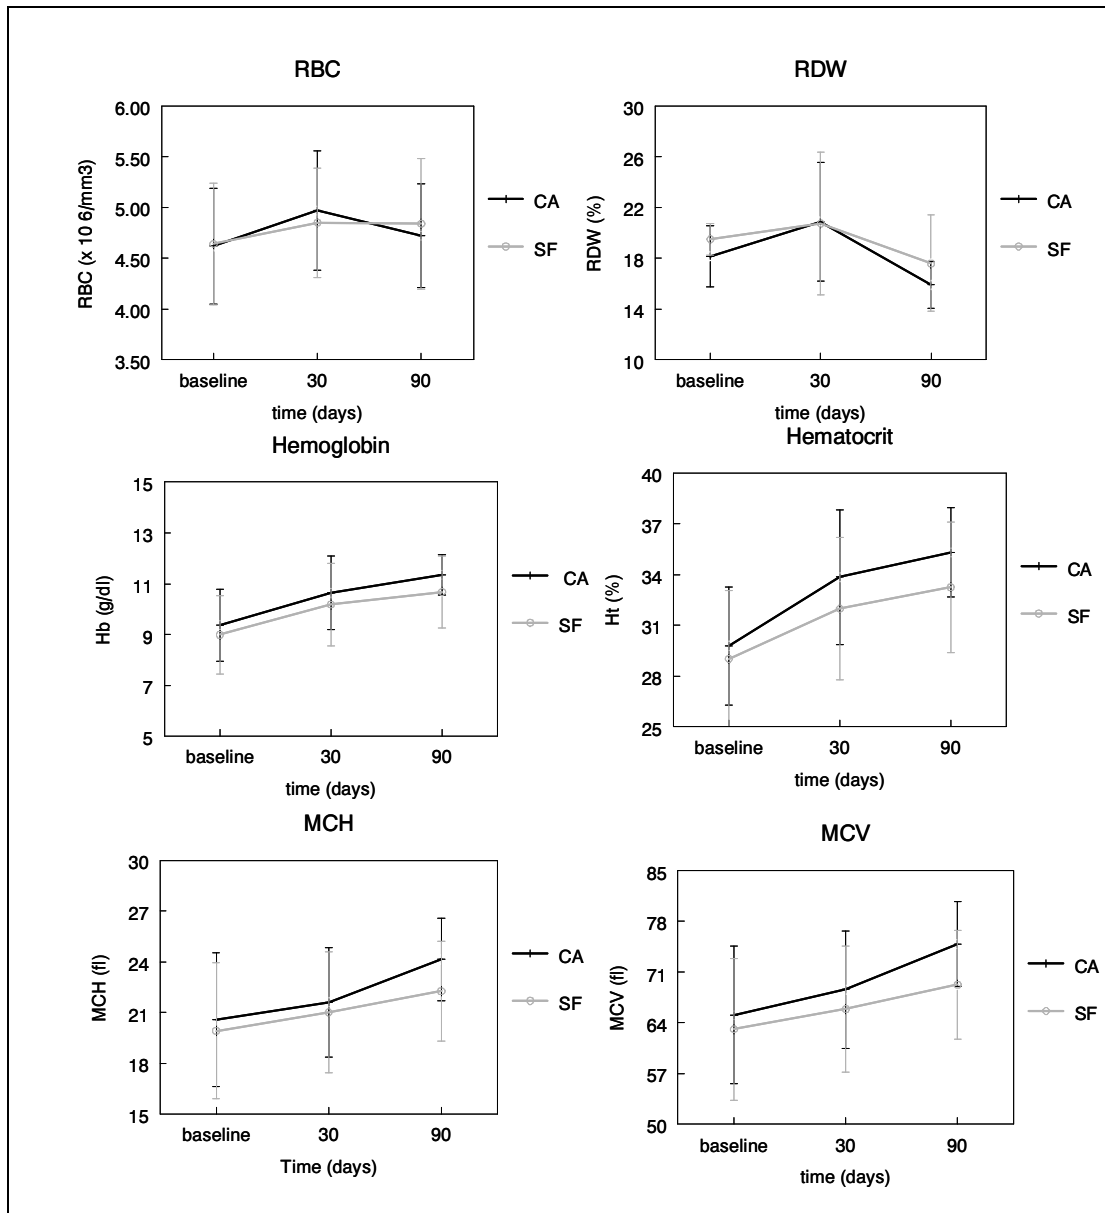 RBC
RBC (x 10 6/mm3)
6.00
5.50
5.00
4.50
4.00
3.50
baseline 30 90
time (days)
CA
SF
RDW
RDW (%)
30
26
22
18
14
10
baseline 30 90
time (days)
CA
SF
Hemoglobin
Hb (g/dl)
15
13
11
9
7
5
baseline 30 90
time (days)
CA
SF
Hematocrit
Ht (%)
40
37
34
31
28
25
baseline 30 90
time (days)
CA
SF
MCH
MCH (fl)
30
27
24
21
18
15
baseline 30 90
Time (days)
CA
SF
MCV
MCV (fl)
85
78
71
64
57
50
baseline 30 90
time (days)
CA
SF